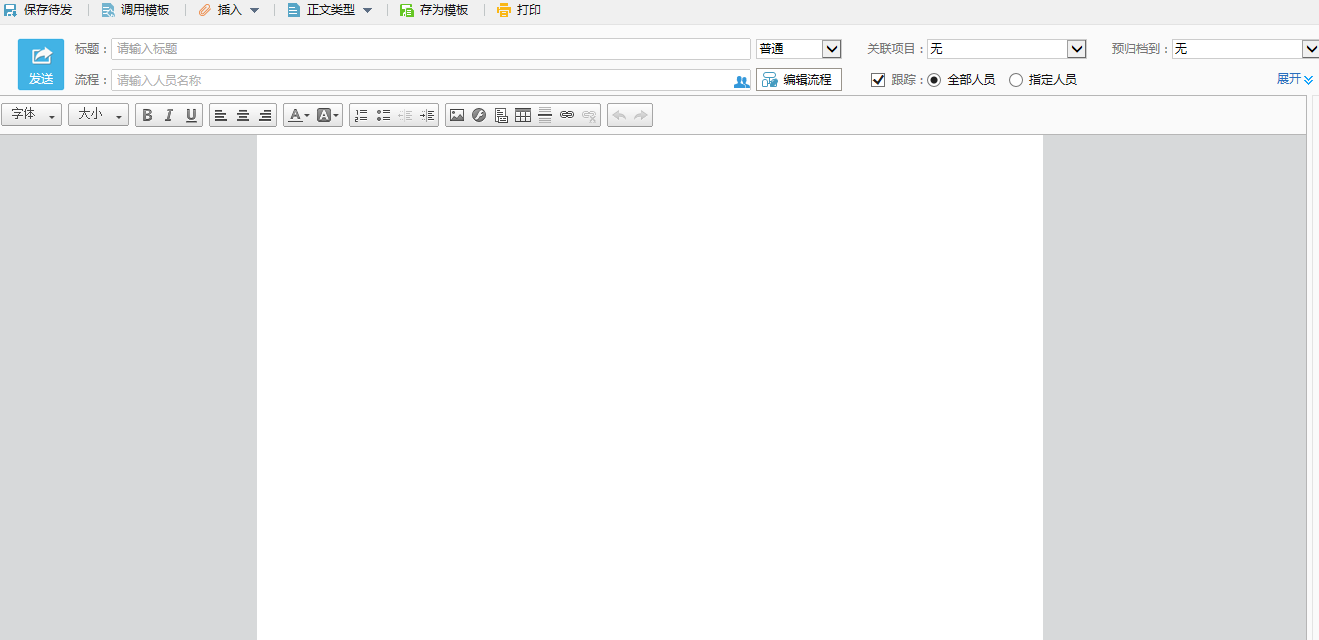 保存待发 调用模板 插入 正文类型 存为模板 打印
发送
标题： 请输入标题 普通 关联项目： 无 预归档到： 无
流程： 请输入人员名称 编辑流程 跟踪： 全部人员 指定人员 展开
字体 大小 B I U A A